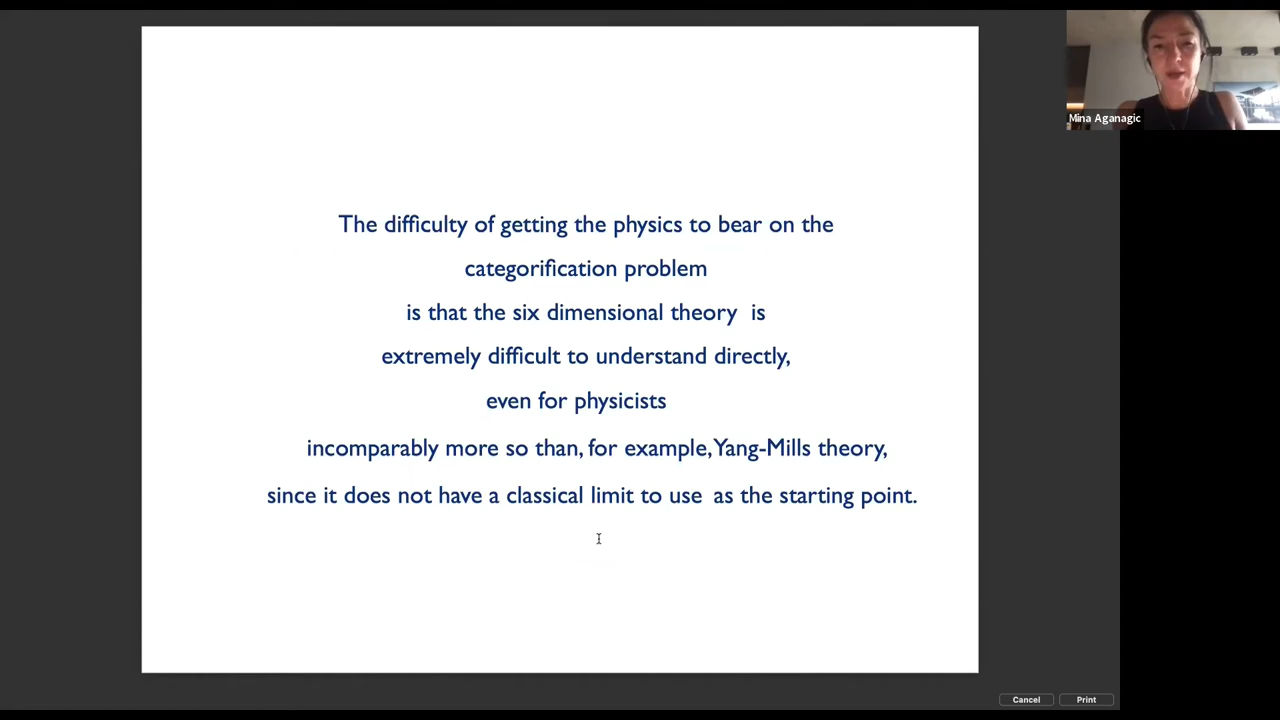 Mina Aganagic
The difficulty of getting the physics to bear on the
categorification problem
is that the six dimensional theory is
extremely difficult to understand directly,
even for physicists
incomparably more so than, for example, Yang-Mills theory,
since it does not have a classical limit to use as the starting point.
Cancel
Print